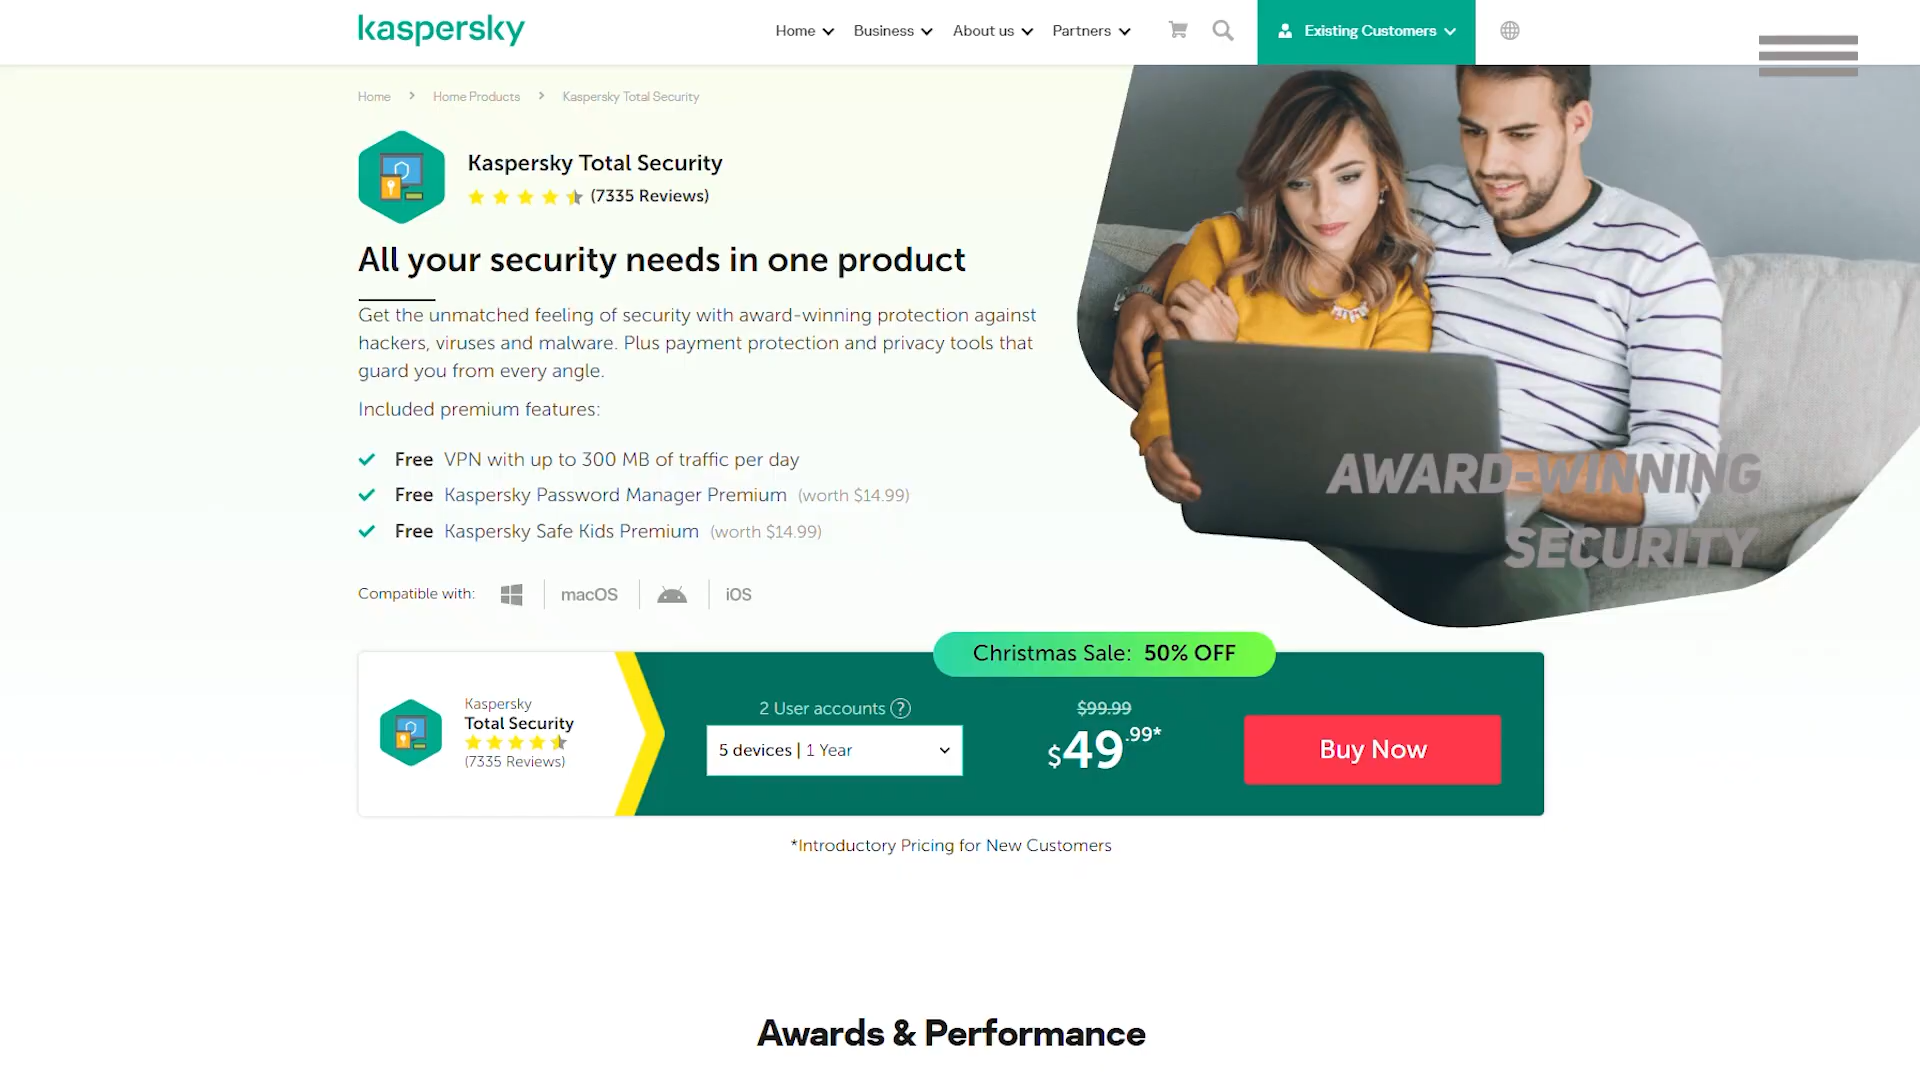 kaspersky
Home
Business
About us
Partners
Existing Customers
Home > Home Products > Kaspersky Total Security
Kaspersky Total Security
(7335 Reviews)
All your security needs in one product
Get the unmatched feeling of security with award-winning protection against
hackers, viruses and malware. Plus payment protection and privacy tools that
guard you from every angle.
Included premium features:
Free VPN with up to 300 MB of traffic per day
Free Kaspersky Password Manager Premium (worth $14.99)
Free Kaspersky Safe Kids Premium (worth $14.99)
AWARD-WINNING
SECURITY
Compatible with:
macOS
iOS
Christmas Sale: 50% OFF
Kaspersky
Total Security
(7335 Reviews)
2 User accounts ?
5 devices | 1 Year
$99.99
$49.99*
Buy Now
*Introductory Pricing for New Customers
Awards & Performance